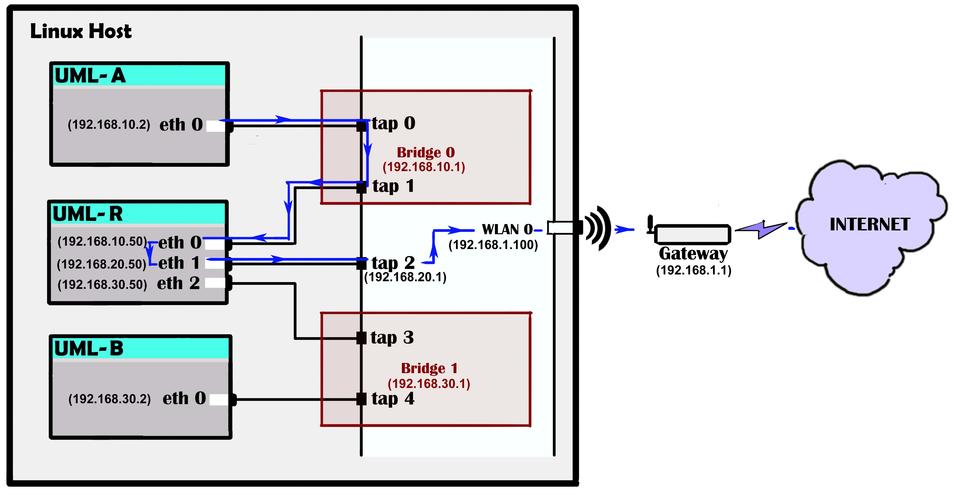 Linux Host
UML- A
(192.168.10.2) eth 0
tap 0
Bridge 0
(192.168.10.1)
tap 1
UML- R
(192.168.10.50) eth 0
(192.168.20.50) eth 1
(192.168.30.50) eth 2
tap 2
(192.168.20.1)
WLAN 0
(192.168.1.100)
Gateway
(192.168.1.1)
INTERNET
tap 3
Bridge 1
(192.168.30.1)
tap 4
UML- B
(192.168.30.2) eth 0